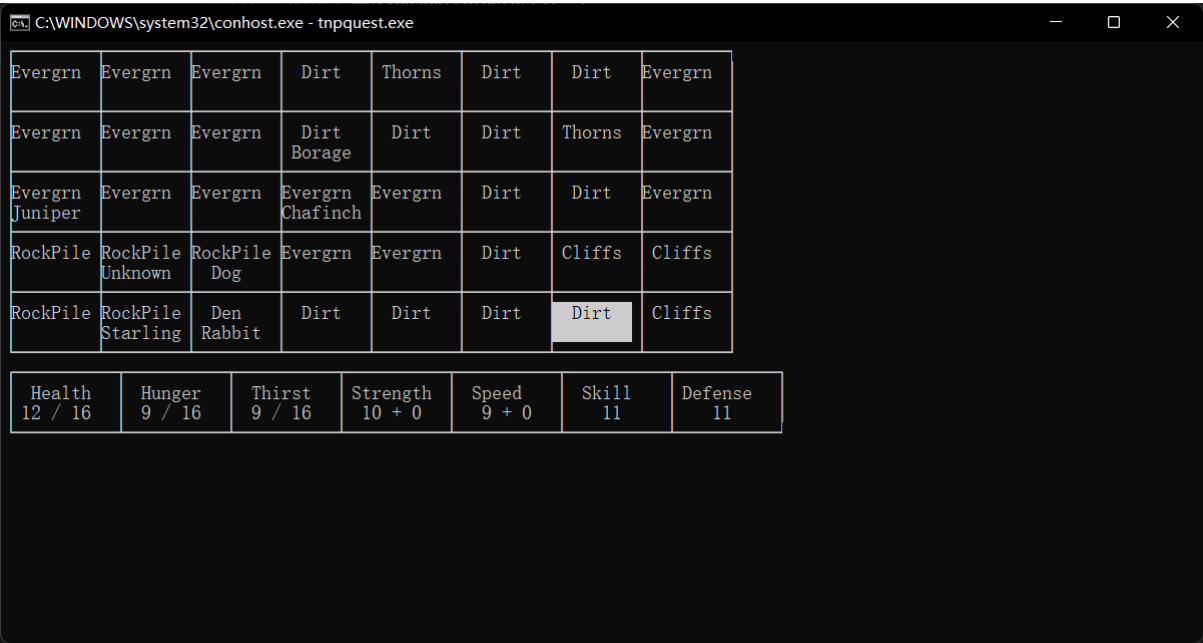 C:\WINDOWS\system32\conhost.exe - tnpquest.exe
Evergrn Evergrn Evergrn Dirt Thorns Dirt Dirt Evergrn
Evergrn Evergrn Evergrn Dirt Dirt Dirt Thorns Evergrn
Borage
Evergrn Evergrn Evergrn Evergrn Evergrn Dirt Dirt Evergrn
Juniper Chafinch
RockPile RockPile RockPile Evergrn Evergrn Dirt Cliffs Cliffs
Unknown Dog
RockPile RockPile Den Dirt Dirt Dirt Dirt Cliffs
Starling Rabbit
Health Hunger Thirst Strength Speed Skill Defense
12 / 16 9 / 16 9 / 16 10 + 0 9 + 0 11 11